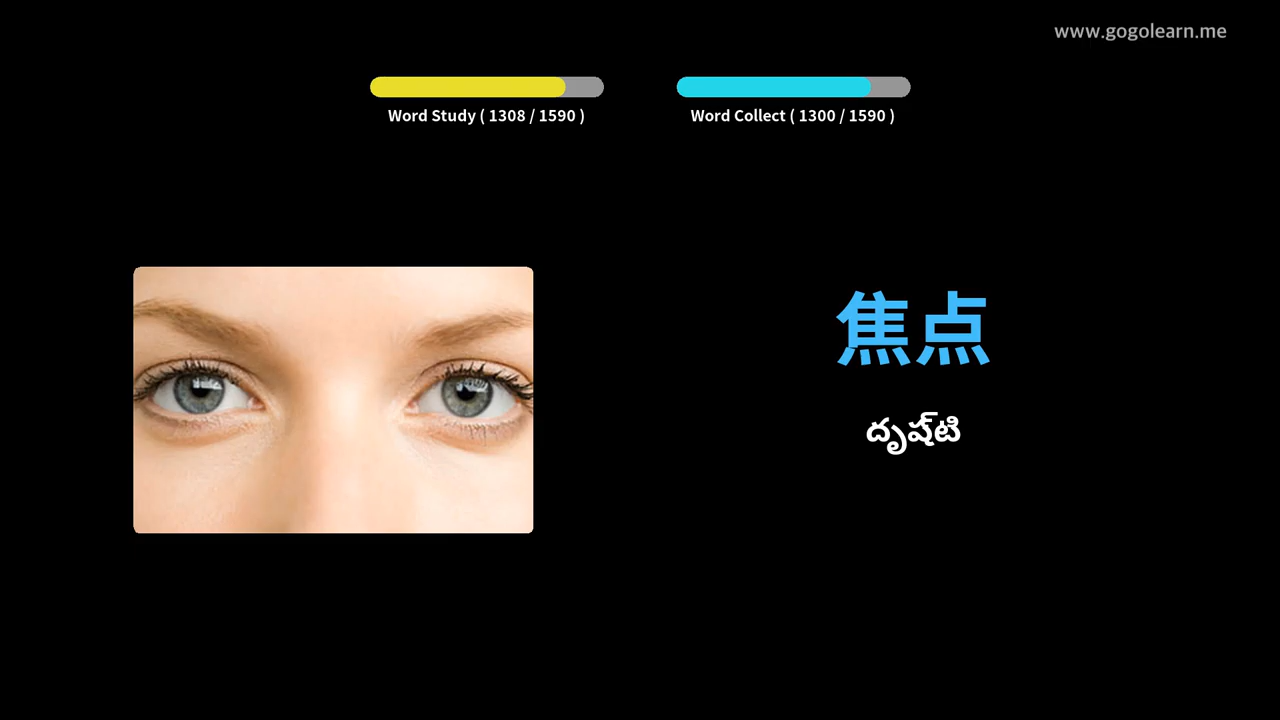 www.gogolearn.me
Word Study ( 1308 / 1590 )
Word Collect ( 1300 / 1590 )
焦点
దృష్‌టి